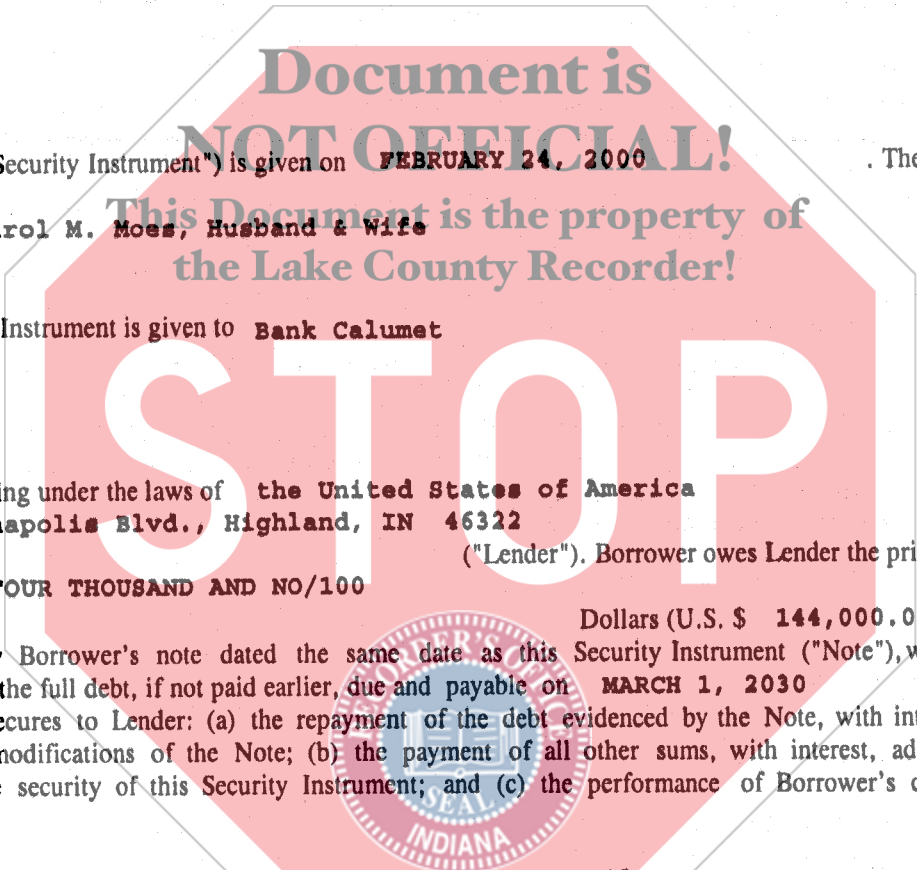 Document is
NOT OFFICIAL!
Security Instrument") is given on FEBRUARY 24, 2000 . The
This Document is the property of
rol M. Moes, Husband & Wife
the Lake County Recorder!
Instrument is given to Bank Calumet
STOP
ing under the laws of the United States of America
apolis Blvd., Highland, IN 46322
("Lender"). Borrower owes Lender the pri
OUR THOUSAND AND NO/100
Dollars (U.S. $ 144,000.0
Borrower's note dated the same date as this Security Instrument ("Note"), w
the full debt, if not paid earlier, due and payable on MARCH 1, 2030
ecures to Lender: (a) the repayment of the debt evidenced by the Note, with int
modifications of the Note; (b) the payment of all other sums, with interest, ad
e security of this Security Instrument; and (c) the performance of Borrower's c
RECORDER'S OFFICE
SEAL
INDIANA